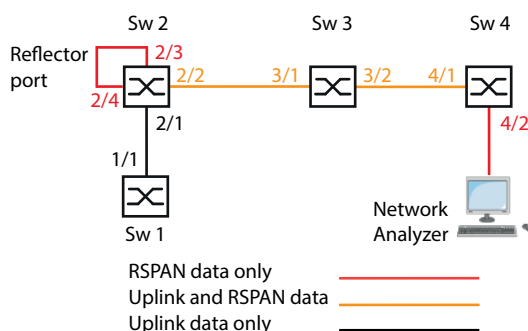 Sw 2
Sw 3
Sw 4
Reflector
port
2/3
2/4
2/2
3/1
3/2
4/1
2/1
4/2
1/1
Sw 1
Network
Analyzer
RSPAN data only
Uplink and RSPAN data
Uplink data only